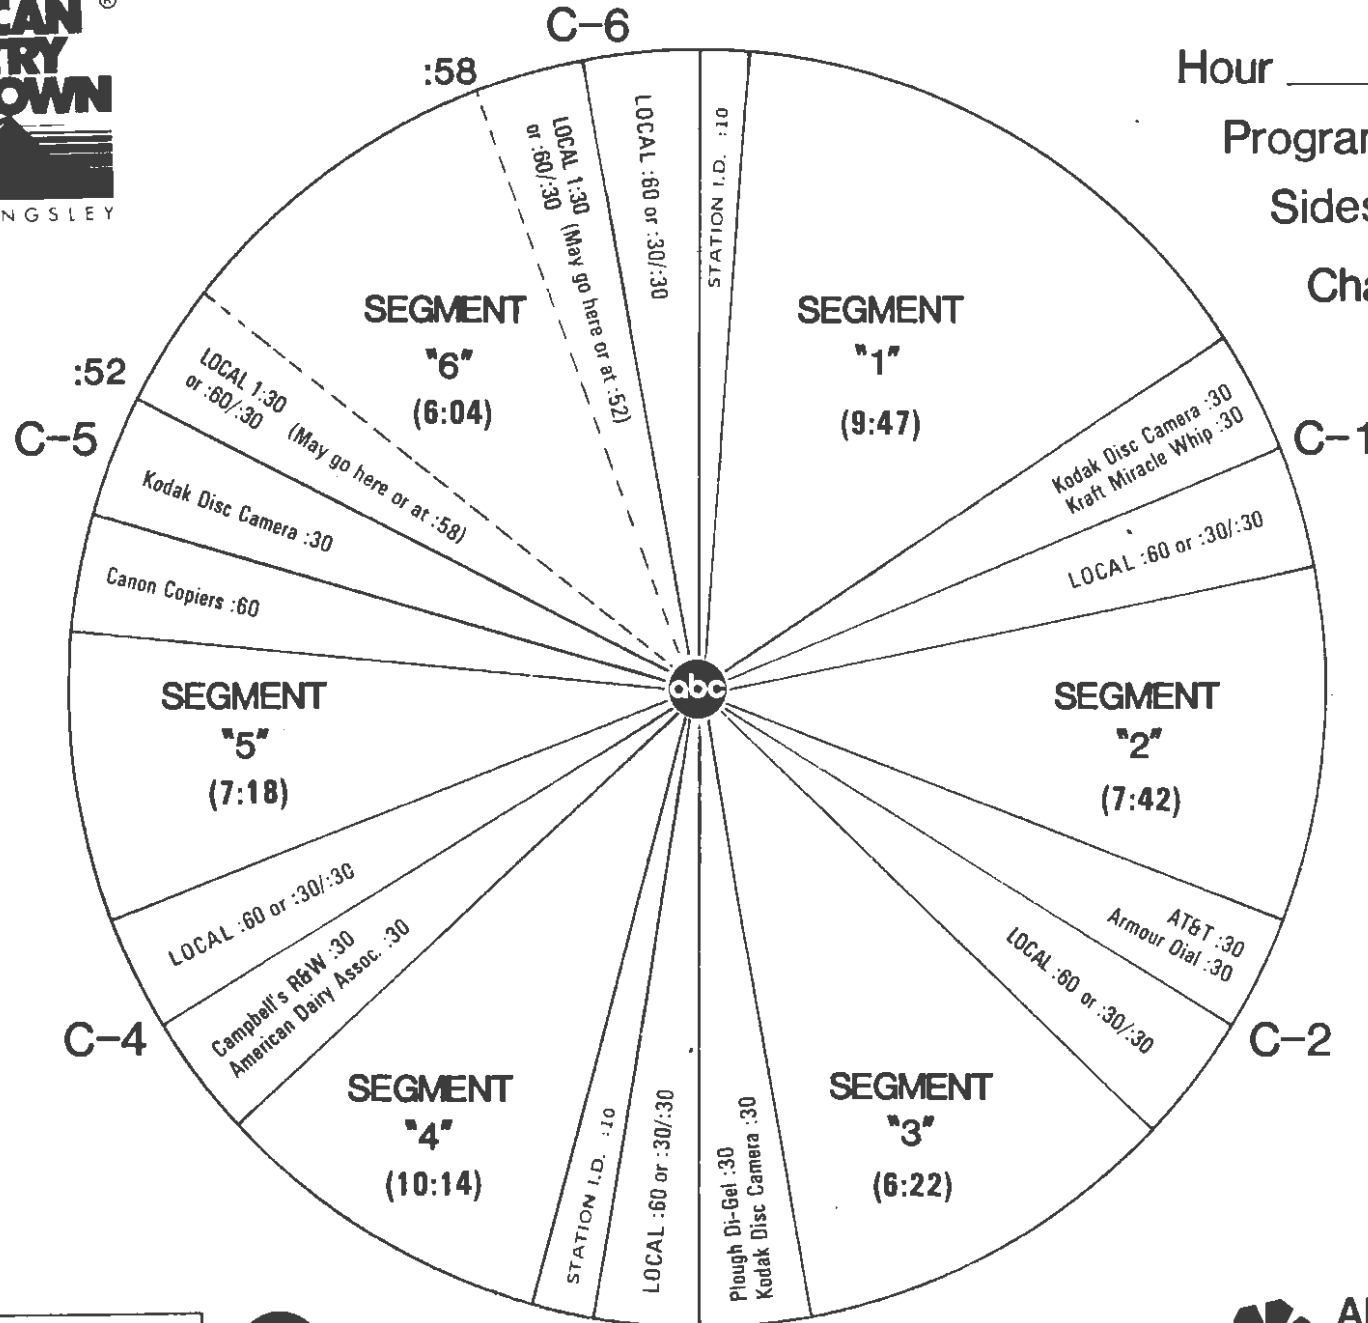 ®
C-6
:58
Hour
NGSLEY
LOCAL 1:30 (May go here or at :52)
or :60/:30
LOCAL :60 or :30/:30
STATION I.D. :10
SEGMENT
"1"
(9:47)
Kodak Disc Camera :30
Kraft Miracle Whip :30
C-1
LOCAL :60 or :30/:30
SEGMENT
"2"
(7:42)
AT&T :30
Armour Dial :30
C-2
LOCAL :60 or :30/:30
SEGMENT
"3"
(6:22)
Plough Di-Gel :30
Kodak Disc Camera :30
LOCAL :60 or :30/:30
STATION I.D. :10
SEGMENT
"4"
(10:14)
Campbell's R&W :30
American Dairy Assoc. :30
C-4
LOCAL :60 or :30/:30
SEGMENT
"5"
(7:18)
Canon Copiers :60
Kodak Disc Camera :30
C-5
:52
LOCAL 1:30 (May go here or at :58)
or :60/:30
SEGMENT
"6"
(6:04)
abc